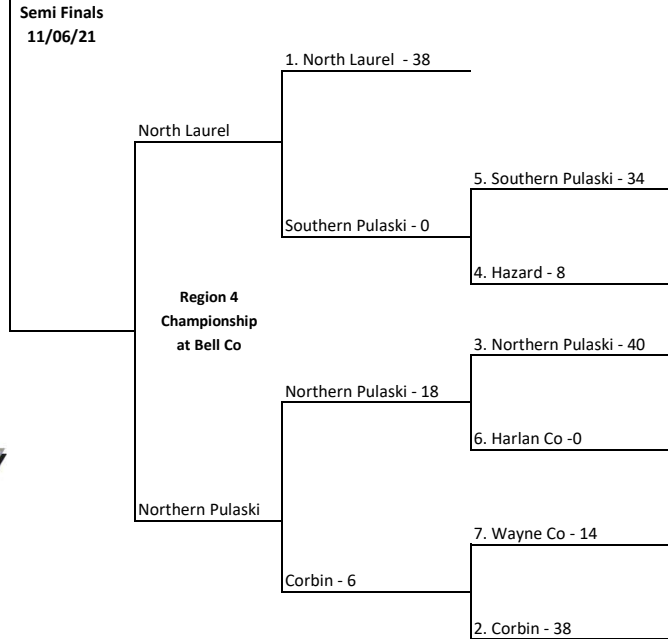 Semi Finals
11/06/21
1. North Laurel - 38
North Laurel
5. Southern Pulaski - 34
Southern Pulaski - 0
4. Hazard - 8
Region 4
Championship
at Bell Co
3. Northern Pulaski - 40
Northern Pulaski - 18
6. Harlan Co -0
Northern Pulaski
7. Wayne Co - 14
Corbin - 6
2. Corbin - 38